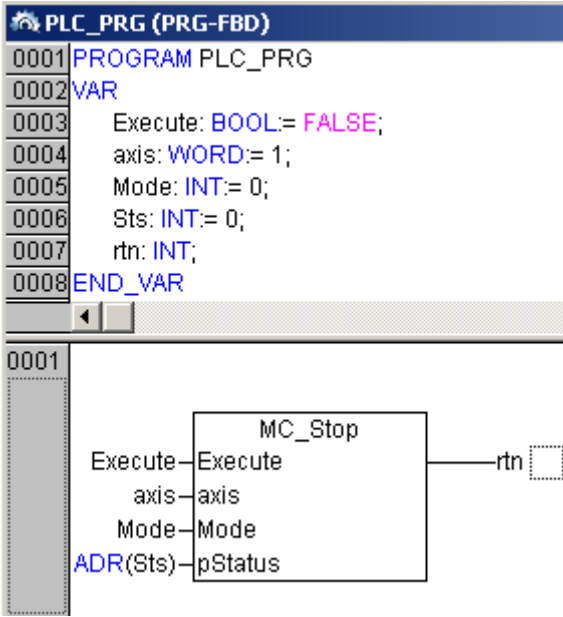 PLC_PRG (PRG-FBD)
0001 PROGRAM PLC_PRG
0002 VAR
0003 Execute: BOOL:= FALSE;
0004 axis: WORD:= 1;
0005 Mode: INT:= 0;
0006 Sts: INT:= 0;
0007 rtn: INT;
0008 END_VAR
0001
MC_Stop
Execute Execute rtn
axis axis
Mode Mode
ADR(Sts) pStatus